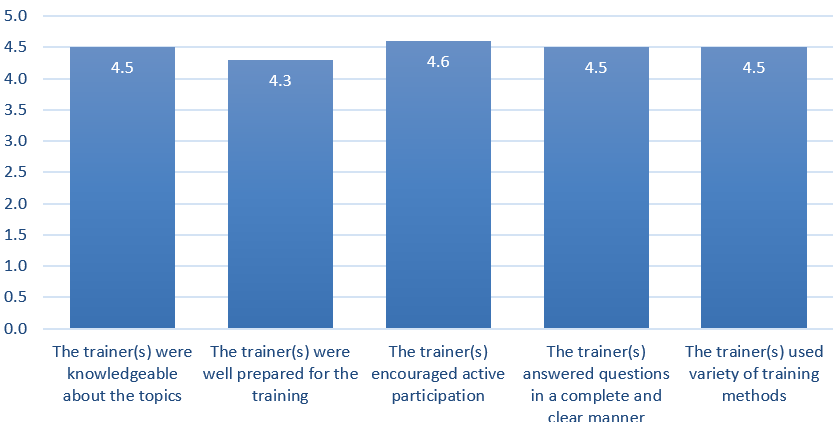 5.0
4.5
4.0
3.5
3.0
2.5
2.0
1.5
1.0
0.5
0.0
4.5
4.3
4.6
4.5
4.5
The trainer(s) were
knowledgeable
about the topics
The trainer(s) were
well prepared for the
training
The trainer(s)
encouraged active
participation
The trainer(s)
answered questions
in a complete and
clear manner
The trainer(s) used
variety of training
methods